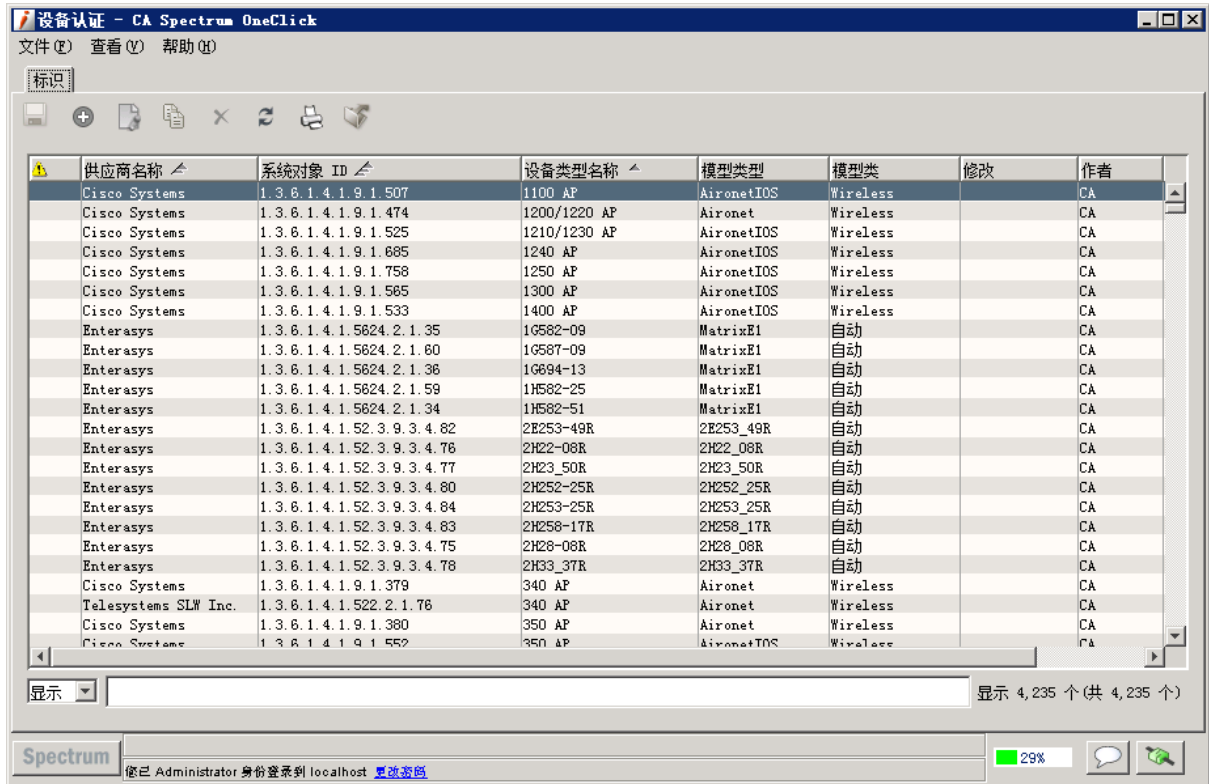 设备认证 - CA Spectrum OneClick
文件(F) 查看(V) 帮助(H)
标识
供应商名称 系统对象 ID 设备类型名称 模型类型 模型类 修改 作者
Cisco Systems 1.3.6.1.4.1.9.1.507 1100 AP AironetIOS Wireless CA
Cisco Systems 1.3.6.1.4.1.9.1.474 1200/1220 AP Aironet Wireless CA
Cisco Systems 1.3.6.1.4.1.9.1.525 1210/1230 AP AironetIOS Wireless CA
Cisco Systems 1.3.6.1.4.1.9.1.685 1240 AP AironetIOS Wireless CA
Cisco Systems 1.3.6.1.4.1.9.1.758 1250 AP AironetIOS Wireless CA
Cisco Systems 1.3.6.1.4.1.9.1.565 1300 AP AironetIOS Wireless CA
Cisco Systems 1.3.6.1.4.1.9.1.533 1400 AP AironetIOS Wireless CA
Enterasys 1.3.6.1.4.1.5624.2.1.35 1G582-09 MatrixE1 自动 CA
Enterasys 1.3.6.1.4.1.5624.2.1.60 1G587-09 MatrixE1 自动 CA
Enterasys 1.3.6.1.4.1.5624.2.1.36 1G694-13 MatrixE1 自动 CA
Enterasys 1.3.6.1.4.1.5624.2.1.59 1H582-25 MatrixE1 自动 CA
Enterasys 1.3.6.1.4.1.5624.2.1.34 1H582-51 MatrixE1 自动 CA
Enterasys 1.3.6.1.4.1.52.3.9.3.4.82 2E253-49R 2E253_49R 自动 CA
Enterasys 1.3.6.1.4.1.52.3.9.3.4.76 2H22-08R 2H22_08R 自动 CA
Enterasys 1.3.6.1.4.1.52.3.9.3.4.77 2H23_50R 2H23_50R 自动 CA
Enterasys 1.3.6.1.4.1.52.3.9.3.4.80 2H252-25R 2H252_25R 自动 CA
Enterasys 1.3.6.1.4.1.52.3.9.3.4.84 2H253-25R 2H253_25R 自动 CA
Enterasys 1.3.6.1.4.1.52.3.9.3.4.83 2H258-17R 2H258_17R 自动 CA
Enterasys 1.3.6.1.4.1.52.3.9.3.4.75 2H28-08R 2H28_08R 自动 CA
Enterasys 1.3.6.1.4.1.52.3.9.3.4.78 2H33_37R 2H33_37R 自动 CA
Cisco Systems 1.3.6.1.4.1.9.1.379 340 AP Aironet Wireless CA
Telesystems SLW Inc. 1.3.6.1.4.1.522.2.1.76 340 AP Aironet Wireless CA
Cisco Systems 1.3.6.1.4.1.9.1.380 350 AP Aironet Wireless CA
Cisco Systems 1.3.6.1.4.1.9.1.552 350 AP AironetIOS Wireless CA
显示 显示 4,235 个(共 4,235 个)
Spectrum 29%
您已 Administrator 身份登录到 localhost 更改密码